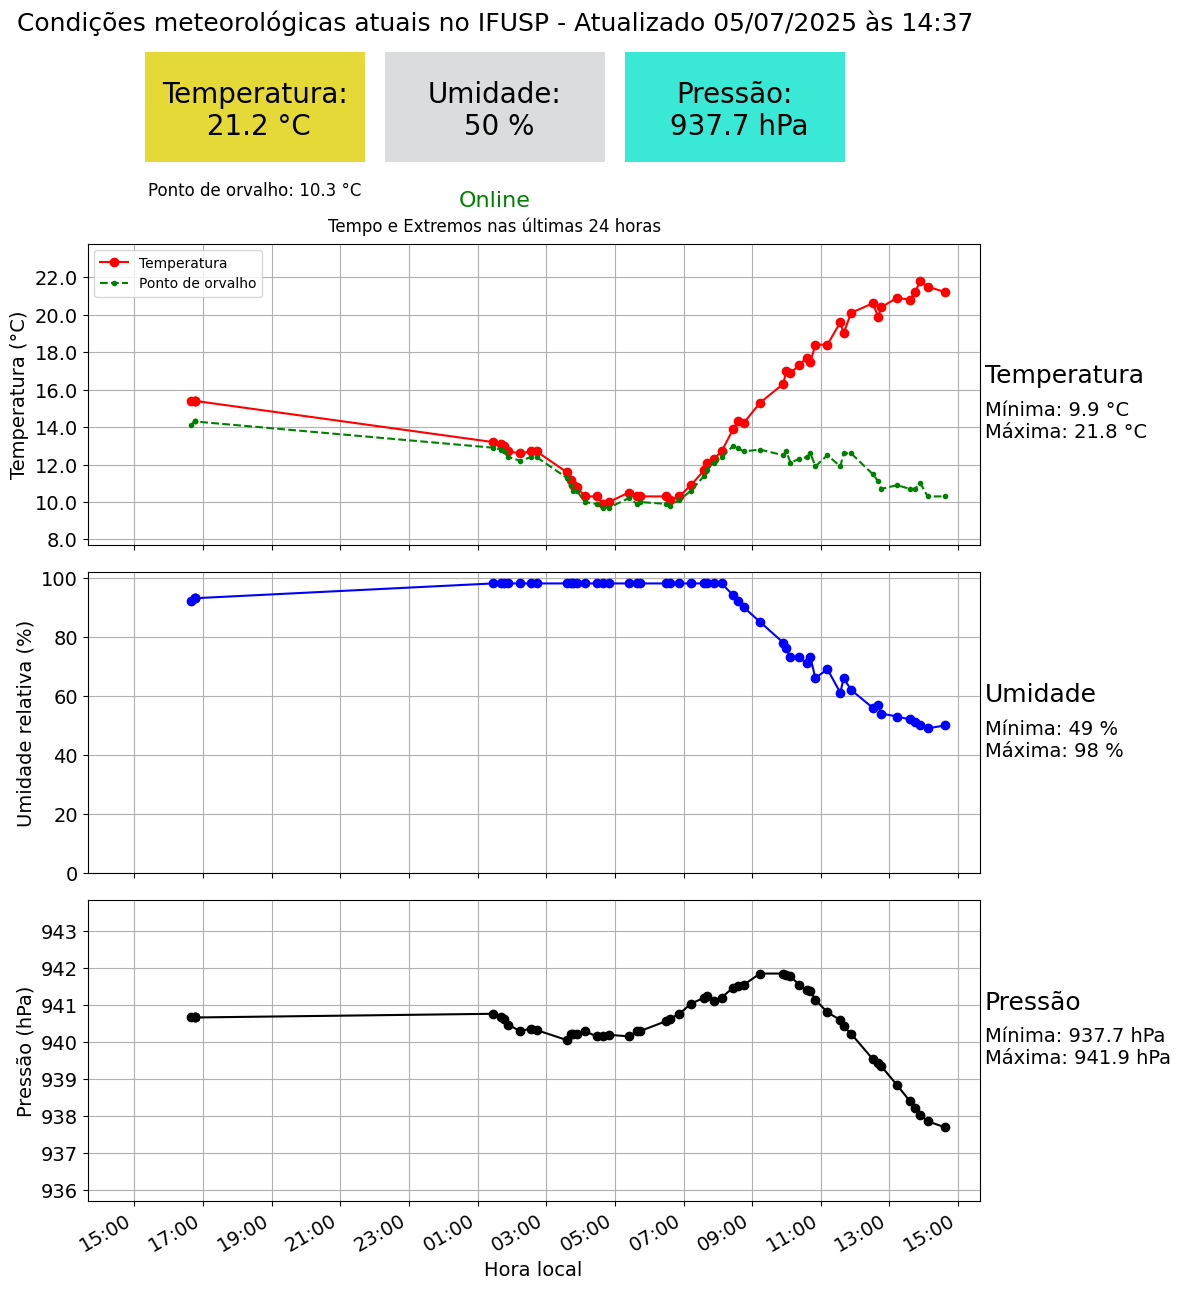 Condições meteorológicas atuais no IFUSP - Atualizado 05/07/2025 às 14:37
Temperatura:
21.2 °C
Umidade:
50 %
Pressão:
937.7 hPa
Ponto de orvalho: 10.3 °C
Online
Tempo e Extremos nas últimas 24 horas
Temperatura
Ponto de orvalho
Temperatura (°C)
22.0
20.0
18.0
16.0
14.0
12.0
10.0
8.0
Temperatura
Mínima: 9.9 °C
Máxima: 21.8 °C
Umidade relativa (%)
100
80
60
40
20
0
Umidade
Mínima: 49 %
Máxima: 98 %
Pressão (hPa)
943
942
941
940
939
938
937
936
Pressão
Mínima: 937.7 hPa
Máxima: 941.9 hPa
15:00
17:00
19:00
21:00
23:00
01:00
03:00
05:00
07:00
09:00
11:00
13:00
15:00
Hora local